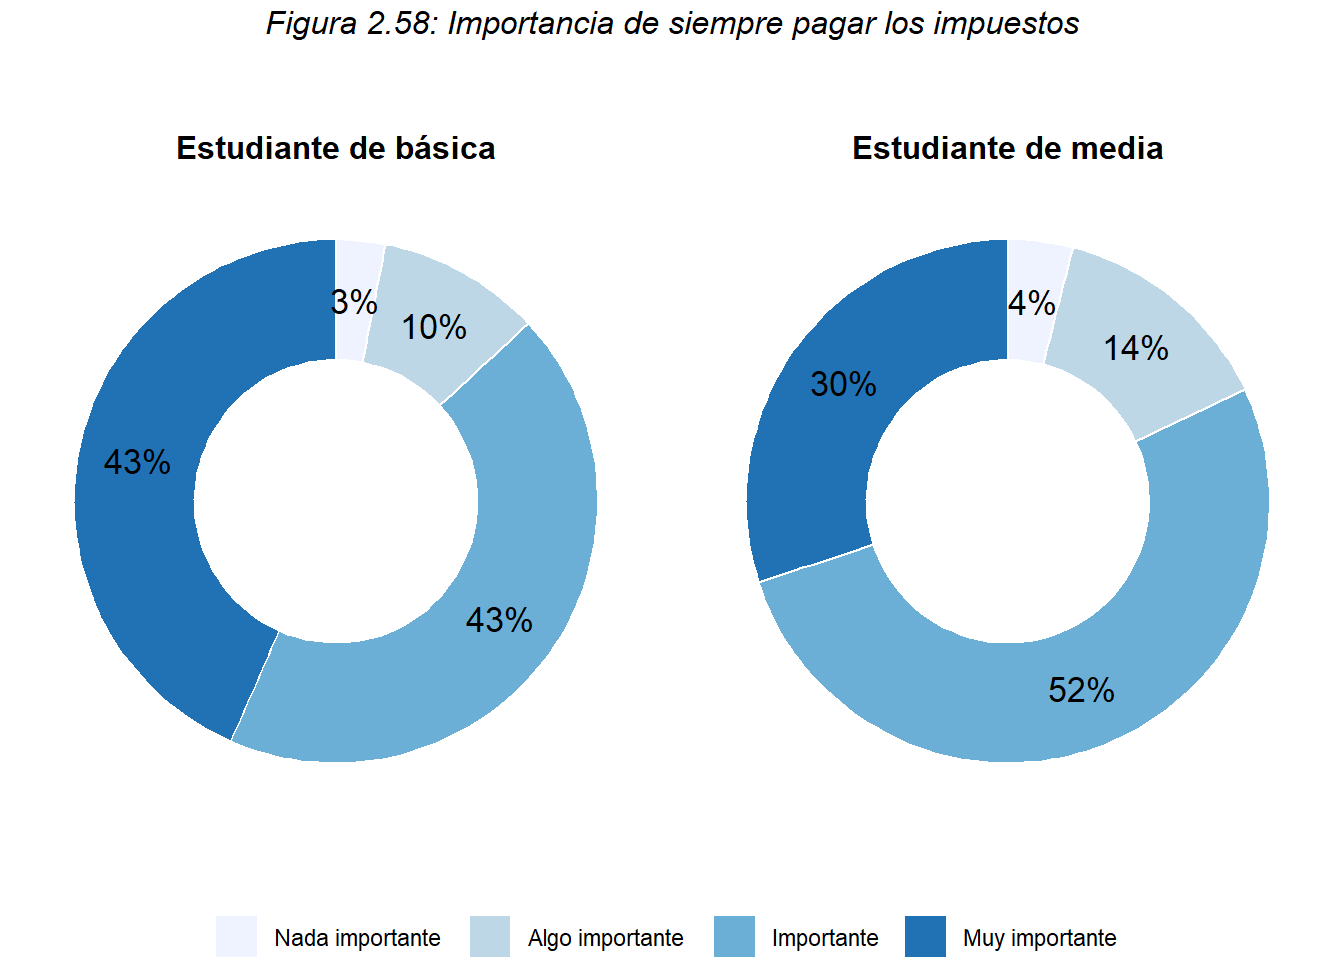 Figura 2.58: Importancia de siempre pagar los impuestos
Estudiante de básica
3%
10%
43%
43%
Estudiante de media
4%
14%
30%
52%
Nada importante
Algo importante
Importante
Muy importante